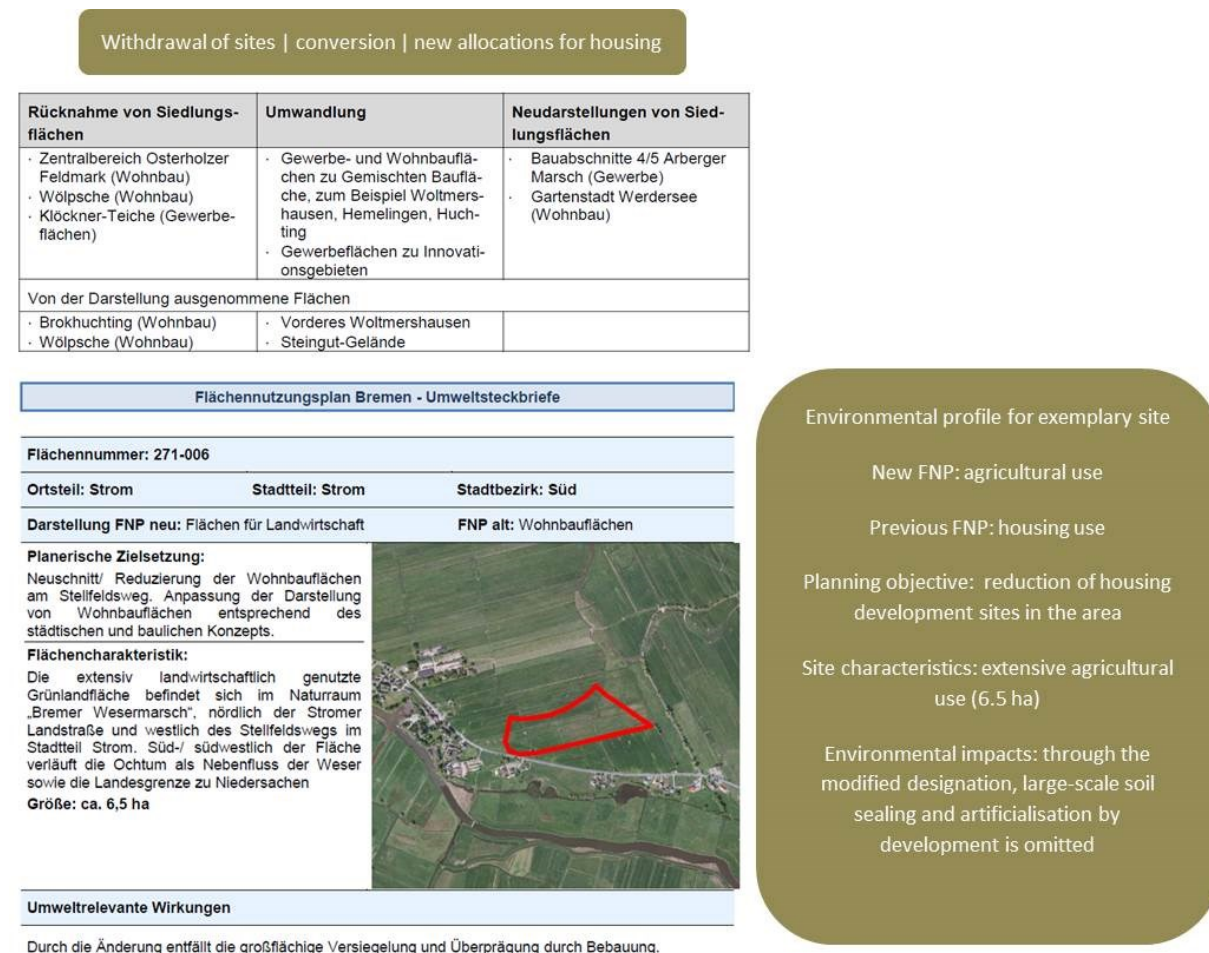 Withdrawal of sites | conversion | new allocations for housing
Rücknahme von Siedlungs-
flächen
Umwandlung
Neudarstellungen von Sied-
lungsflächen
· Zentralbereich Osterholzer
Feldmark (Wohnbau)
· Wölpsche (Wohnbau)
· Klöckner-Teiche (Gewerbe-
flächen)
· Gewerbe- und Wohnbauflä-
chen zu Gemischten Bauflä-
che, zum Beispiel Woltmers-
hausen, Hemelingen, Huch-
ting
· Gewerbeflächen zu Innovati-
onsgebieten
· Bauabschnitte 4/5 Arberger
Marsch (Gewerbe)
· Gartenstadt Werdersee
(Wohnbau)
Von der Darstellung ausgenommene Flächen
· Brokhuchting (Wohnbau)
· Wölpsche (Wohnbau)
· Vorderes Woltmershausen
· Steingut-Gelände
Flächennutzungsplan Bremen - Umweltsteckbriefe
Flächennummer: 271-006
Ortsteil: Strom Stadtteil: Strom Stadtbezirk: Süd
Darstellung FNP neu: Flächen für Landwirtschaft FNP alt: Wohnbauflächen
Planerische Zielsetzung:
Neuschnitt/ Reduzierung der Wohnbauflächen
am Stellfeldsweg. Anpassung der Darstellung
von Wohnbauflächen entsprechend des
städtischen und baulichen Konzepts.
Flächencharakteristik:
Die extensiv landwirtschaftlich genutzte
Grünlandfläche befindet sich im Naturraum
„Bremer Wesermarsch“, nördlich der Stromer
Landstraße und westlich des Stellfeldswegs im
Stadtteil Strom. Süd-/ südwestlich der Fläche
verläuft die Ochtum als Nebenfluss der Weser
sowie die Landesgrenze zu Niedersachen
Größe: ca. 6,5 ha
Umweltrelevante Wirkungen
Durch die Änderung entfällt die großflächige Versiegelung und Überprägung durch Bebauung.
Environmental profile for exemplary site
New FNP: agricultural use
Previous FNP: housing use
Planning objective: reduction of housing
development sites in the area
Site characteristics: extensive agricultural
use (6.5 ha)
Environmental impacts: through the
modified designation, large-scale soil
sealing and artificialisation by
development is omitted